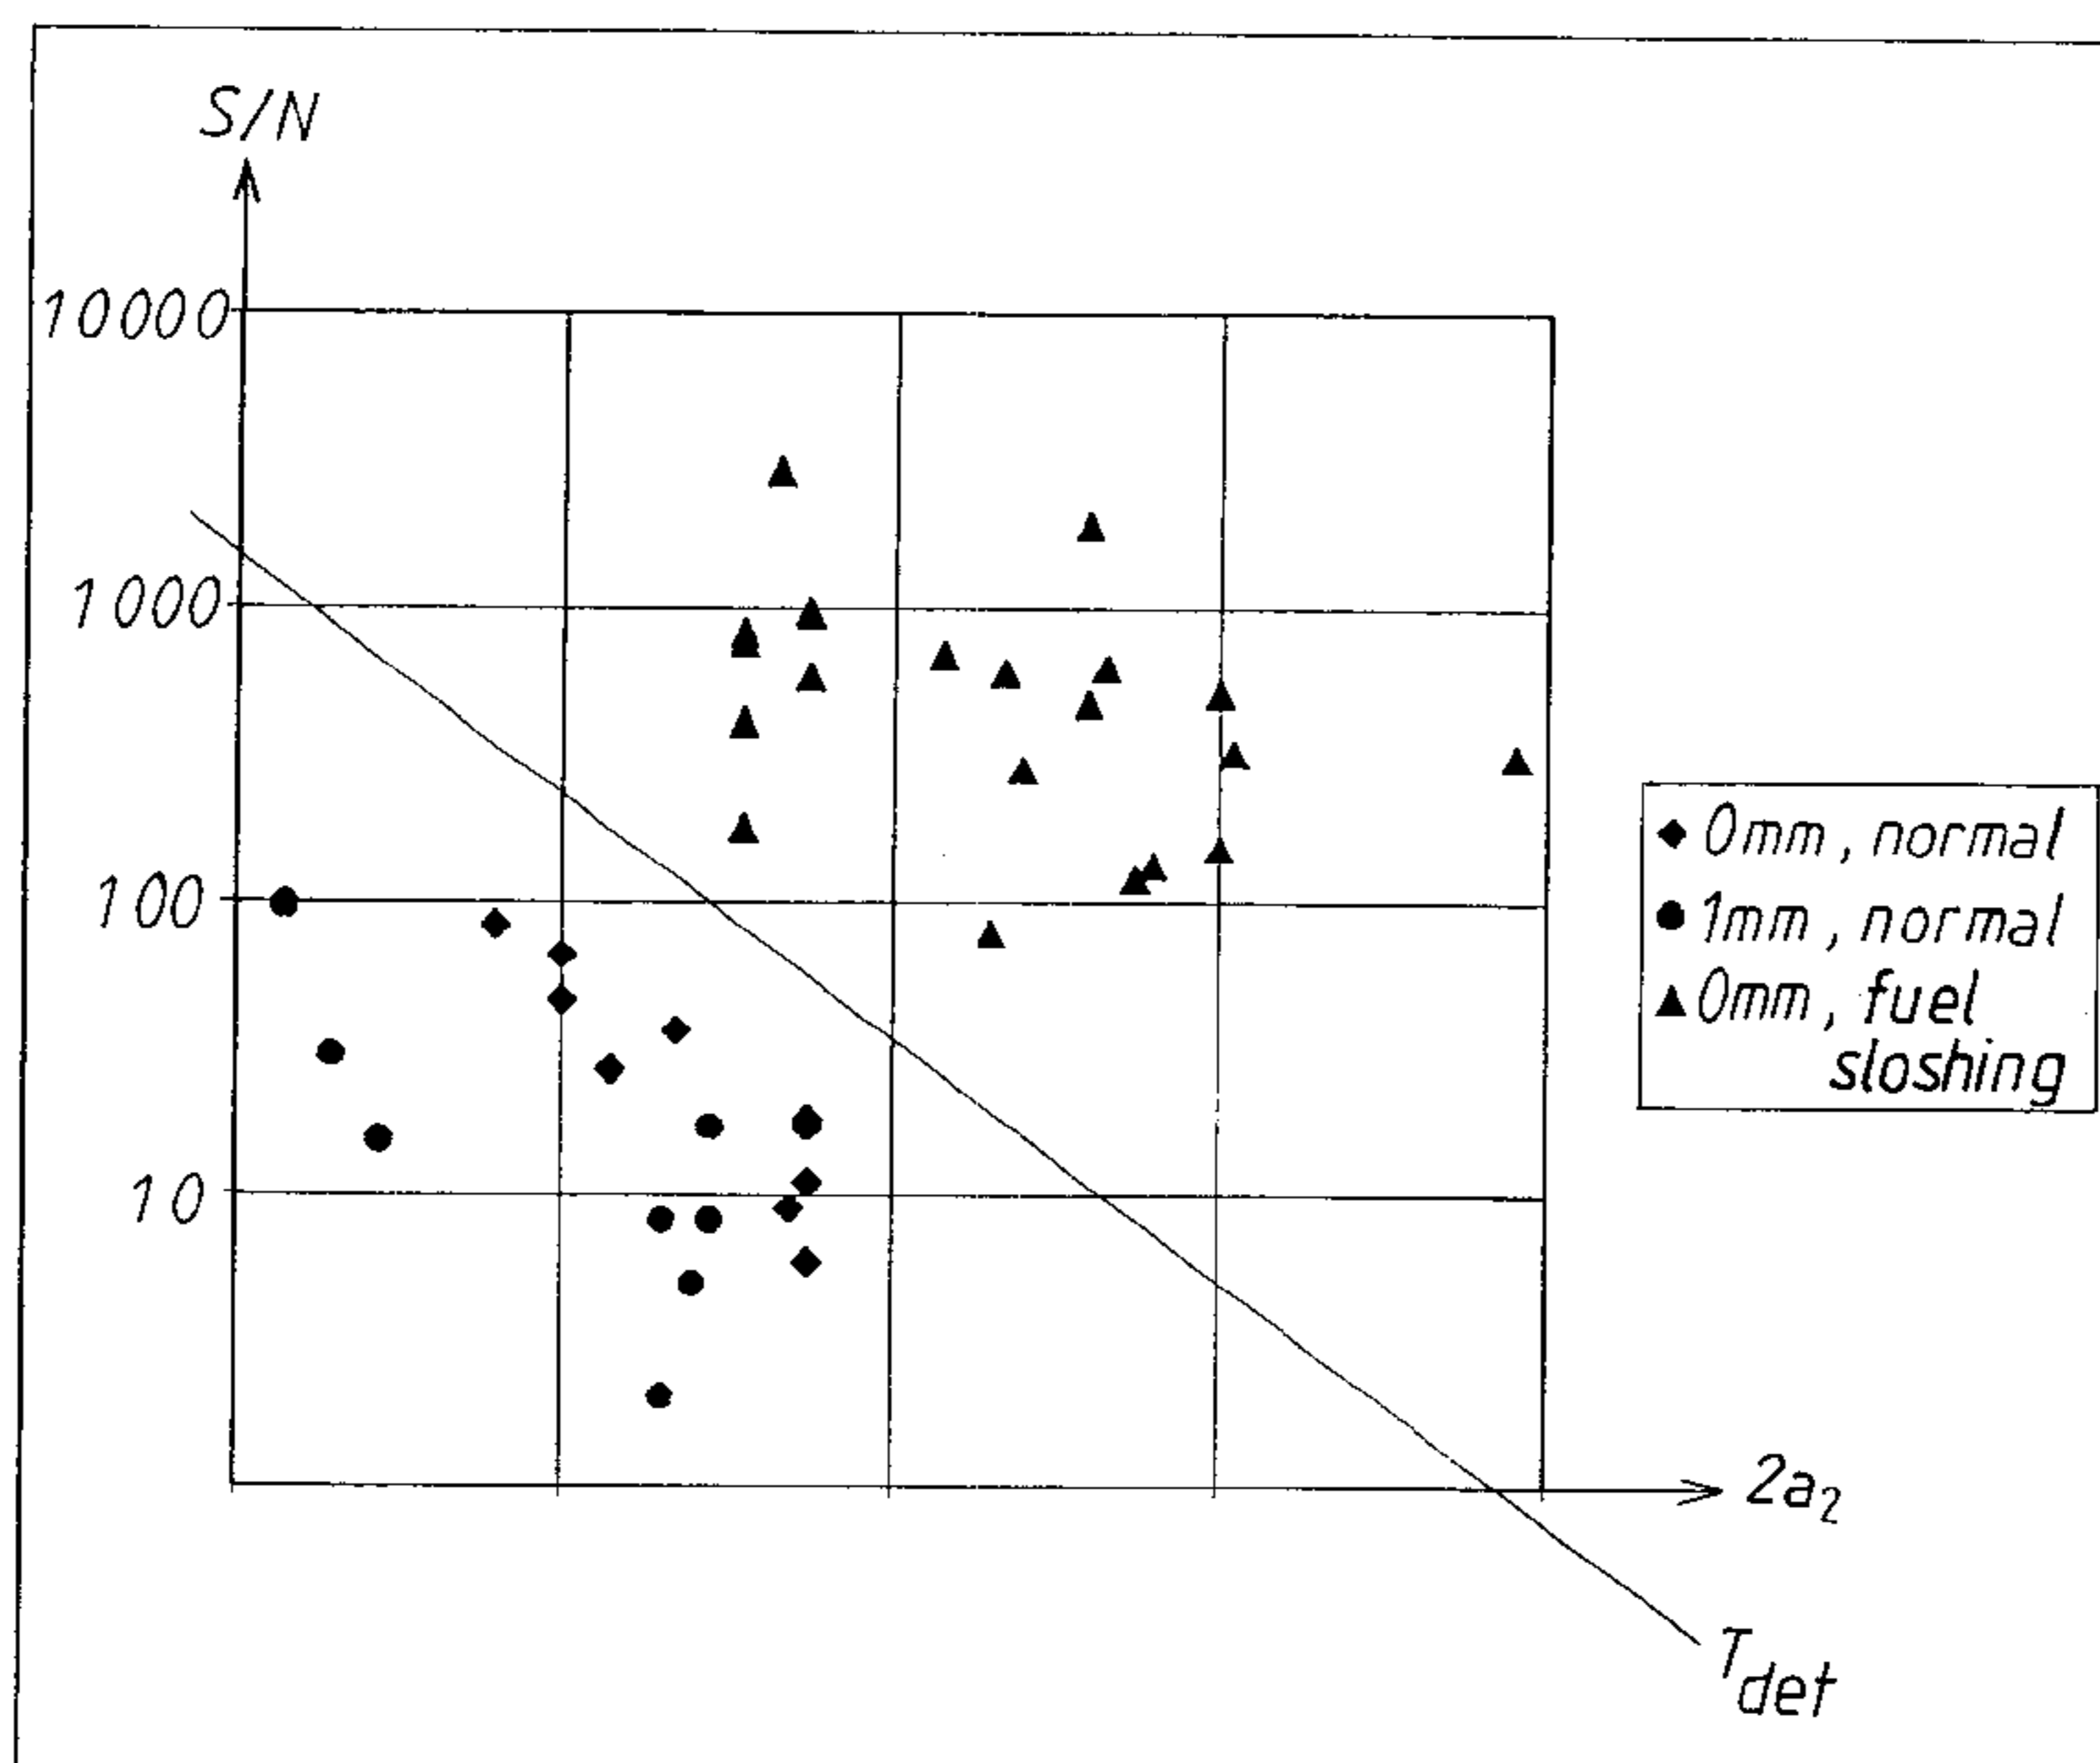 S/N
10000
1000
100
10
0mm, normal
1mm, normal
0mm, fuel
sloshing
2a₂
Tdet